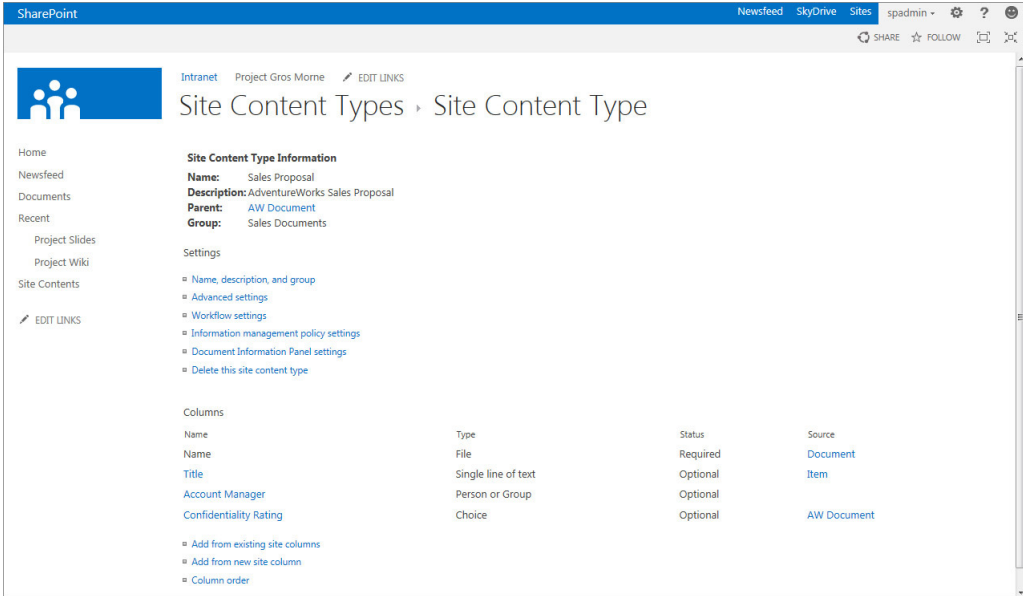 SharePoint
Newsfeed SkyDrive Sites spadmin ?
SHARE FOLLOW
Intranet Project Gros Morne EDIT LINKS
Site Content Types ▸ Site Content Type
Home
Newsfeed
Documents
Recent
Project Slides
Project Wiki
Site Contents
EDIT LINKS
Site Content Type Information
Name: Sales Proposal
Description: AdventureWorks Sales Proposal
Parent: AW Document
Group: Sales Documents
Settings
Name, description, and group
Advanced settings
Workflow settings
Information management policy settings
Document Information Panel settings
Delete this site content type
Columns
Name Type Status Source
Name File Required Document
Title Single line of text Optional Item
Account Manager Person or Group Optional
Confidentiality Rating Choice Optional AW Document
Add from existing site columns
Add from new site column
Column order